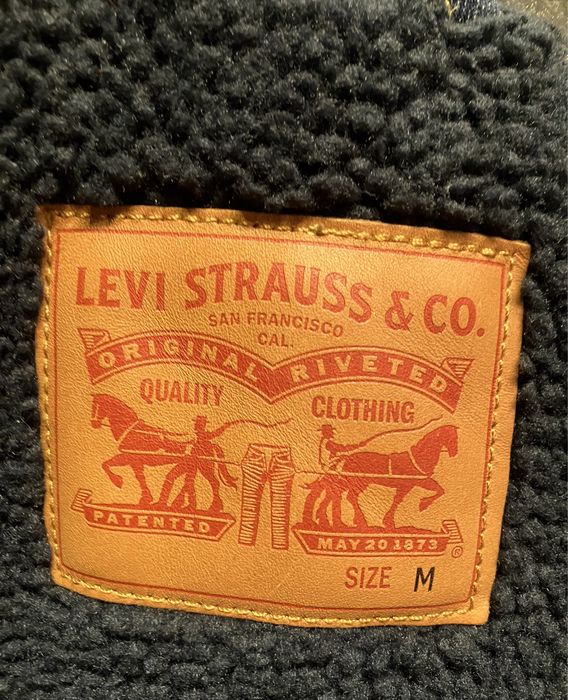 LEVI STRAUSS & CO.
SAN FRANCISCO
CAL.
ORIGINAL RIVETED
QUALITY CLOTHING
PATENTED MAY 20 1873 ®
SIZE M